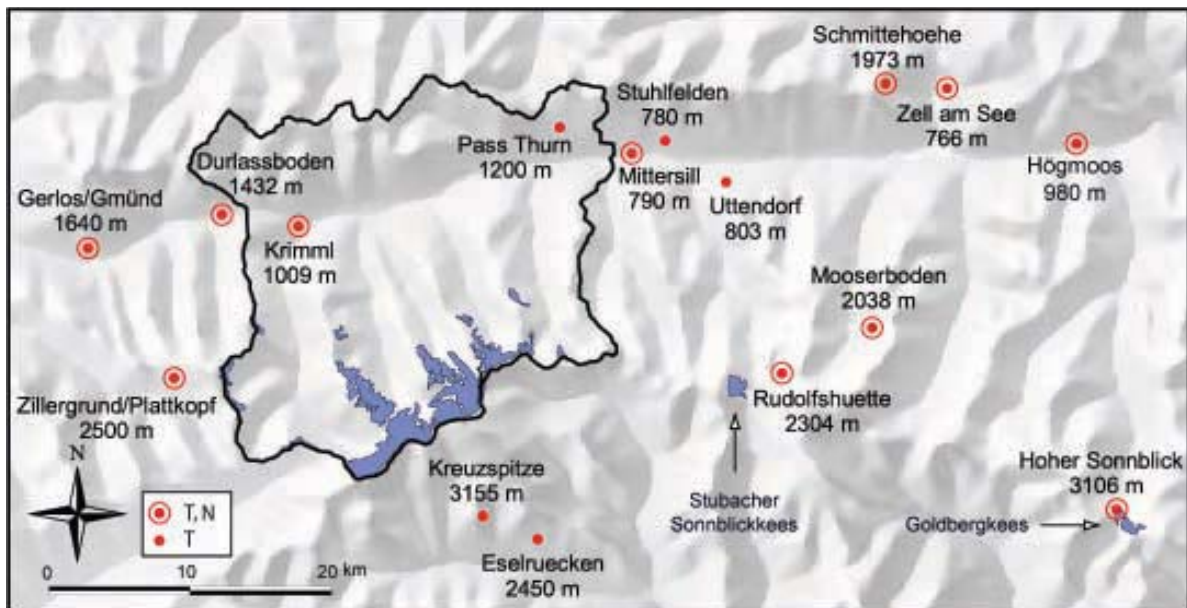 Schmittehoehe
1973 m
Stuhlfelden
780 m
Zell am See
766 m
Pass Thurn
1200 m
Durlassboden
1432 m
Mittersill
790 m
Högmoos
980 m
Gerlos/Gmünd
1640 m
Uttendorf
803 m
Krimml
1009 m
Mooserboden
2038 m
Zillergrund/Plattkopf
2500 m
Rudolfshuette
2304 m
N
Kreuzspitze
3155 m
Hoher Sonnblick
3106 m
Stubacher
Sonnblickkees
Goldbergkees
T, N
T
Eselruecken
2450 m
0 10 20 km